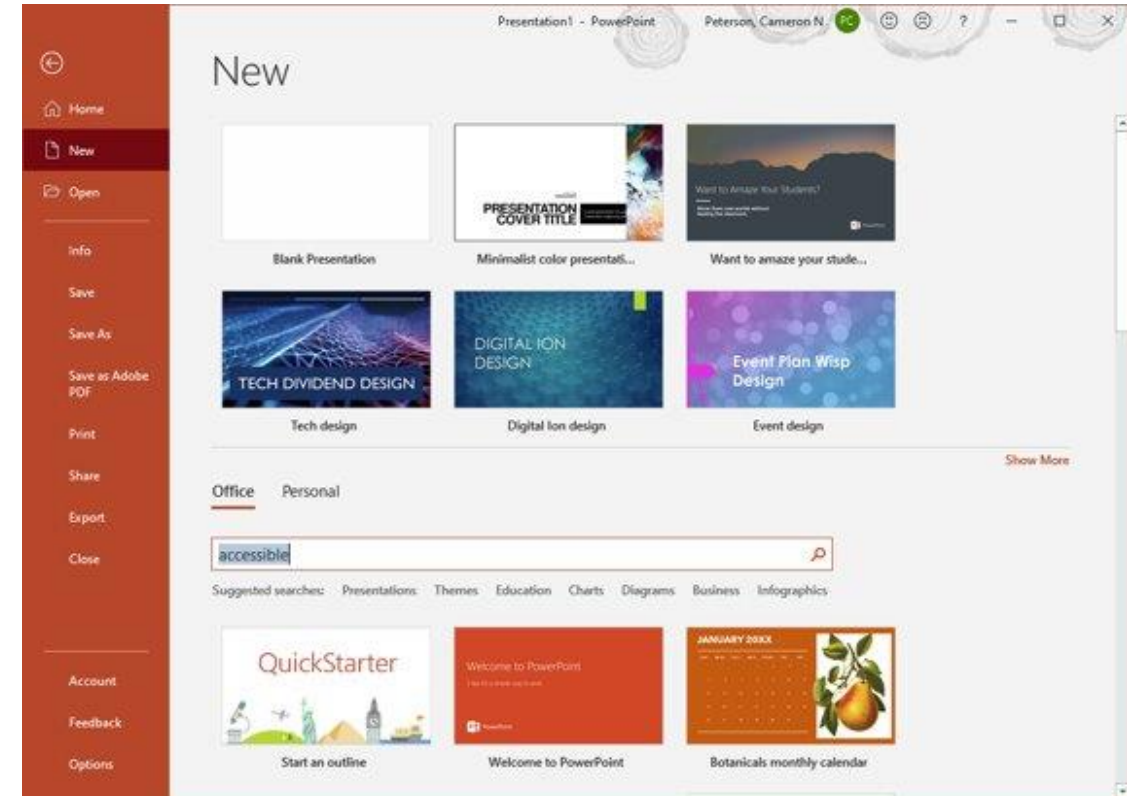 Presentation1 - PowerPoint
Peterson, Cameron N.
PC
?
New
Home
New
Open
Info
Save
Save As
Save as Adobe
PDF
Print
Share
Export
Close
Account
Feedback
Options
PRESENTATION
COVER TITLE
Want to Amaze Your Students?
Blank Presentation
Minimalist color presentati...
Want to amaze your stude...
TECH DIVIDEND DESIGN
DIGITAL ION
DESIGN
Event Plan Wisp
Design
Tech design
Digital Ion design
Event design
Show More
Office
Personal
accessible
Suggested searches: Presentations Themes Education Charts Diagrams Business Infographics
QuickStarter
Welcome to PowerPoint
PowerPoint
JANUARY 20XX
Start an outline
Welcome to PowerPoint
Botanicals monthly calendar